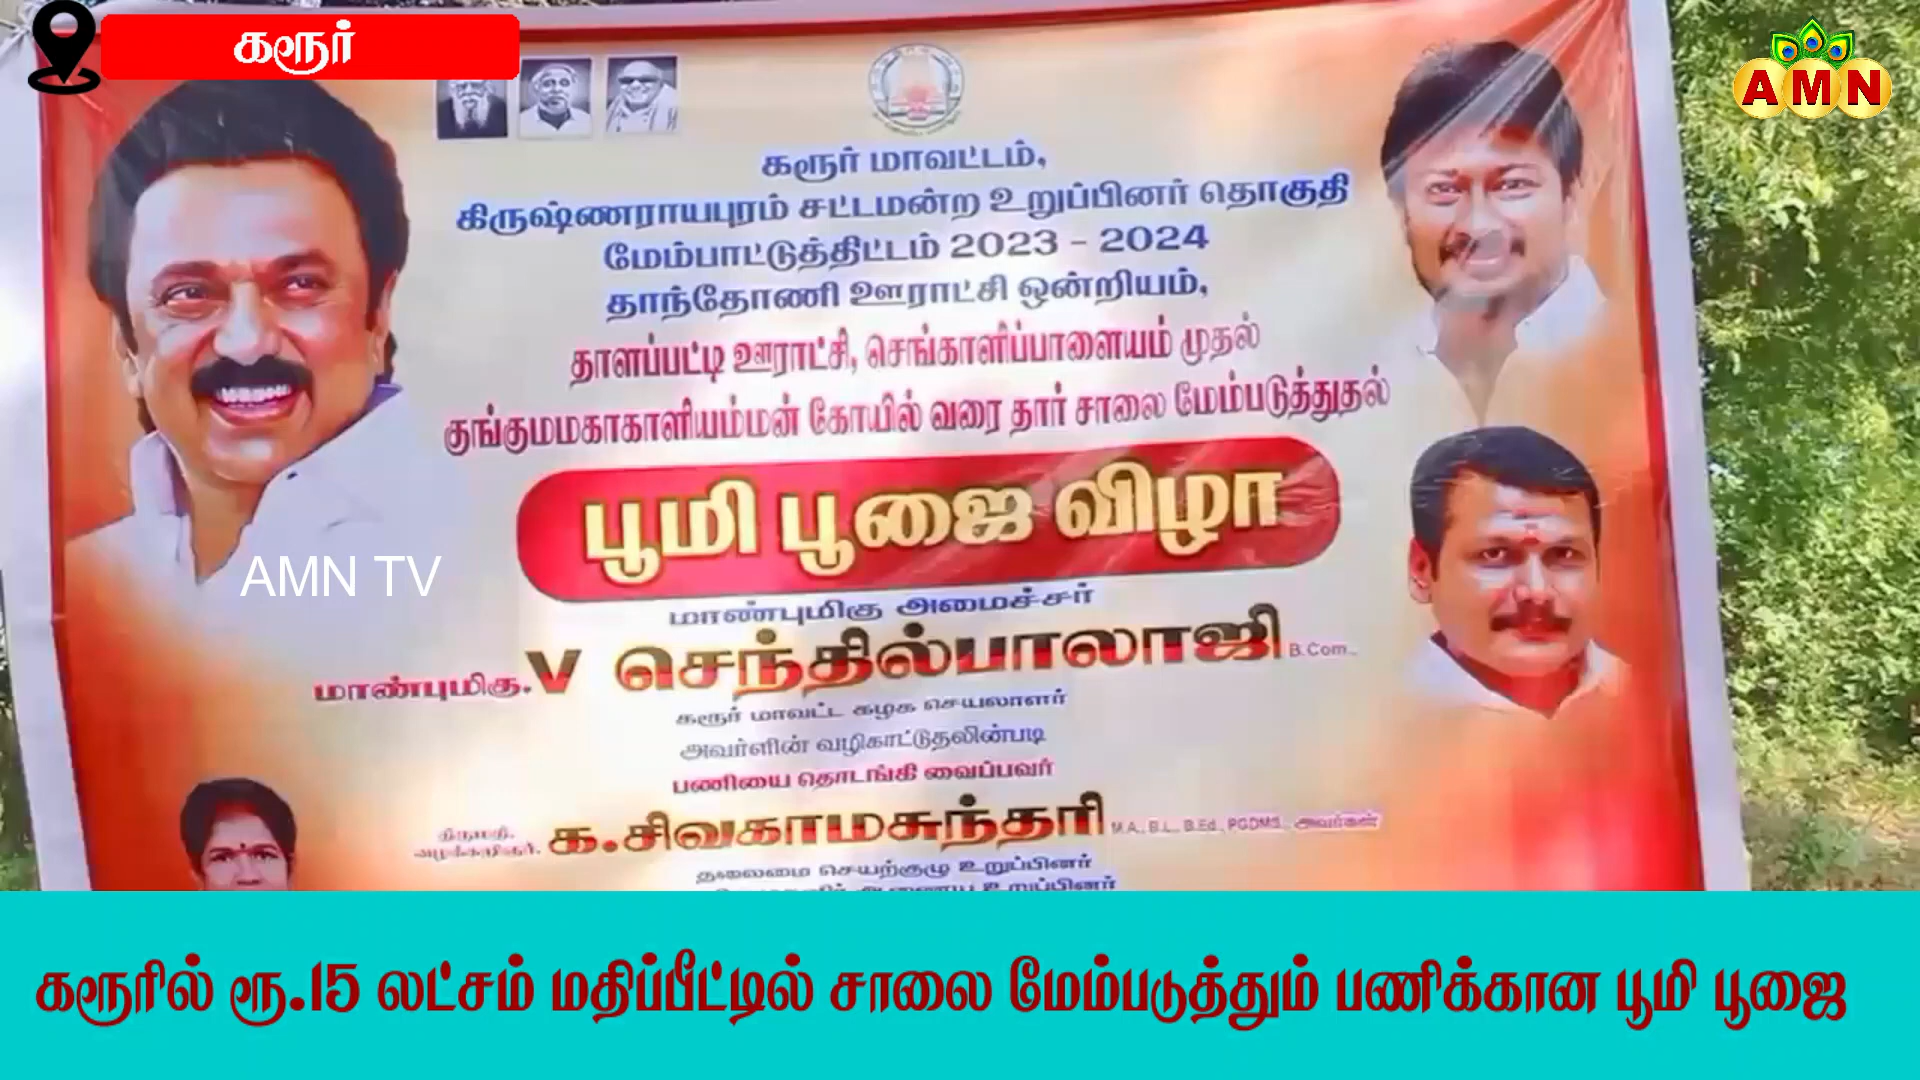 கரூர்
AMN
கரூர் மாவட்டம்,
கிருஷ்ணராயபுரம் சட்டமன்ற உறுப்பினர் தொகுதி
மேம்பாட்டுத்திட்டம் 2023 - 2024
தாந்தோணி ஊராட்சி ஒன்றியம்,
தாளப்பட்டி ஊராட்சி, செங்காளிப்பாளையம் முதல்
குங்குமமகாகாளியம்மன் கோயில் வரை தார் சாலை மேம்படுத்துதல்
பூமி பூஜை விழா
AMN TV
மாண்புமிகு அமைச்சர்
மாண்புமிகு.V செந்தில்பாலாஜி B.Com.,
கரூர் மாவட்ட கழக செயலாளர்
அவர்ளின் வழிகாட்டுதலின்படி
பணியை தொடங்கி வைப்பவர்
திருமதி.
க.சிவகாமசுந்தரி M.A., B.L., B.Ed., PGDMS., அவர்கள்
தலைமை செயற்குழு உறுப்பினர்
உறுப்பினர்
கரூரில் ரூ.15 லட்சம் மதிப்பீட்டில் சாலை மேம்படுத்தும் பணிக்கான பூமி பூஜை